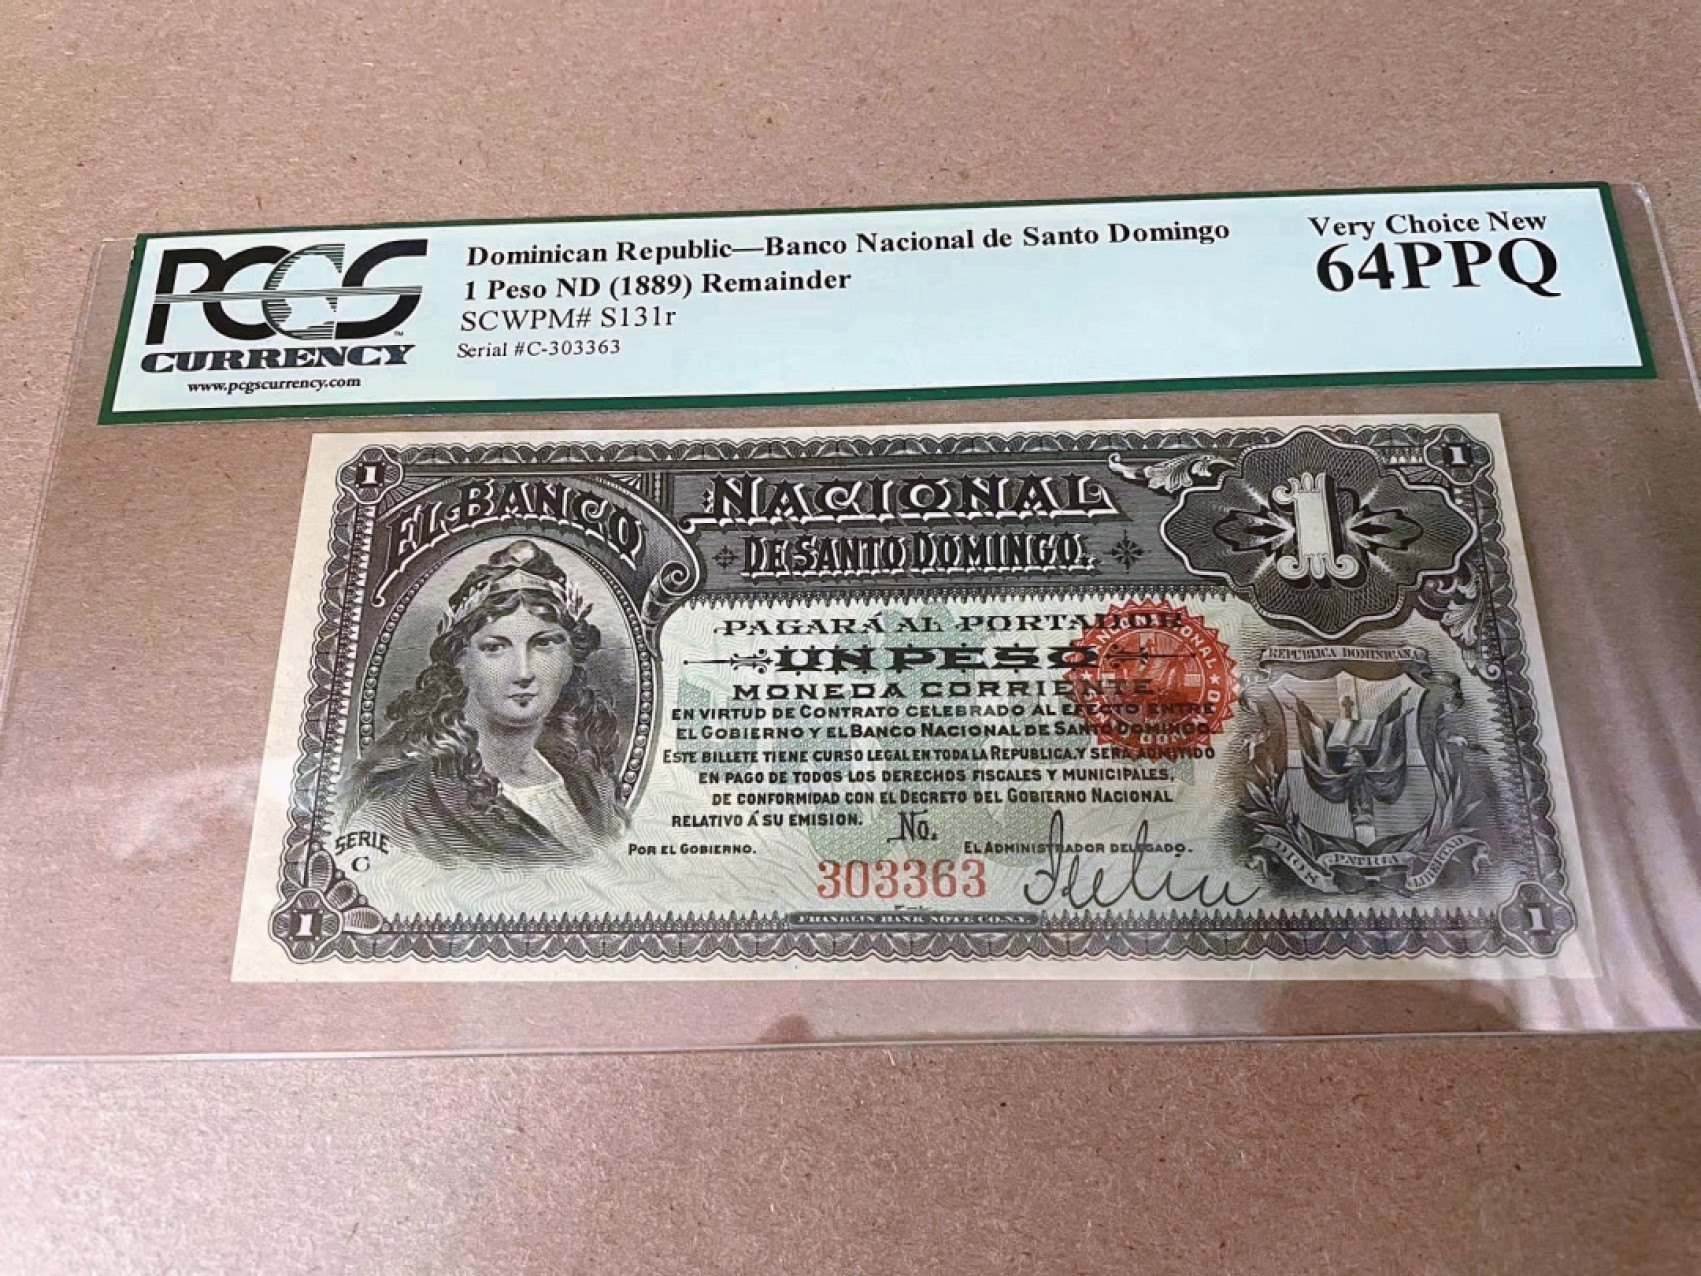 PCGS
CURRENCY
www.pcgscurrency.com
Dominican Republic—Banco Nacional de Santo Domingo
1 Peso ND (1889) Remainder
SCWPM# S131r
Serial #C-303363
Very Choice New
64PPQ
1
1
EL BANCO
NACIONAL
DE SANTO DOMINGO.
1
PAGARÁ AL PORTADOR
UN PESO
MONEDA CORRIENTE
EN VIRTUD DE CONTRATO CELEBRADO AL EFECTO ENTRE
EL GOBIERNO Y EL BANCO NACIONAL DE SANTO DOMINGO.
ESTE BILLETE TIENE CURSO LEGAL EN TODA LA REPUBLICA, Y SERA ADMITIDO
EN PAGO DE TODOS LOS DERECHOS FISCALES Y MUNICIPALES,
DE CONFORMIDAD CON EL DECRETO DEL GOBIERNO NACIONAL
RELATIVO Á SU EMISION.
No.
POR EL GOBIERNO.
EL ADMINISTRADOR DELEGADO.
303363
SERIE
C
REPUBLICA DOMINICANA
DIOS PATRIA LIBERTAD
1
FRANKLIN BANK NOTE CO. N.Y.
1